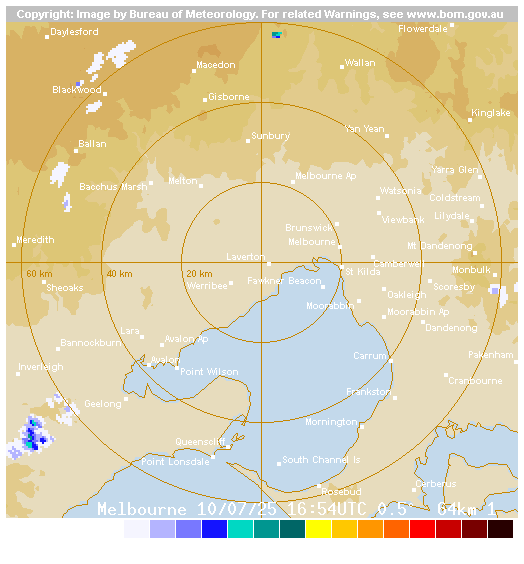 Copyright: Image by Bureau of Meteorology. For related Warnings, see www.bom.gov.au
Daylesford
Flowerdale
Macedon
Wallan
Blackwood
Gisborne
Kinglake
Yan Yean
Sunbury
Ballan
Yarra Glen
Melbourne Ap
Melton
Bacchus Marsh
Watsonia
Coldstream
Viewbank
Lilydale
Brunswick
Meredith
Melbourne
Mt Dandenong
Laverton
Camberwell
60 km
40 km
20 km
St Kilda
Monbulk
Sheoaks
Werribee
Fawkner Beacon
Scoresby
Oakleigh
Moorabbin
Moorabbin Ap
Dandenong
Lara
Avalon Ap
Bannockburn
Avalon
Carrum
Pakenham
Inverleigh
Point Wilson
Cranbourne
Geelong
Frankston
Mornington
Queenscliff
Point Lonsdale
South Channel Is
Rosebud
Cerberus
Melbourne 10/07/25 16:54UTC 0.5° 64km 1